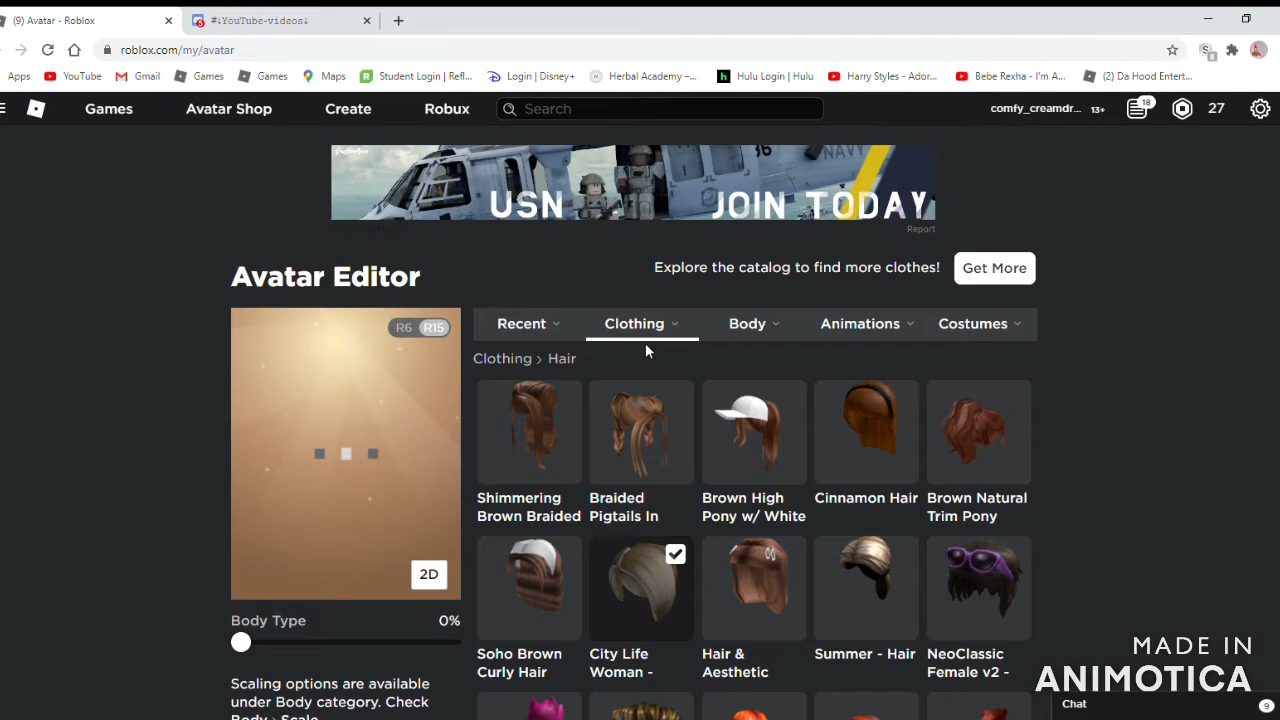 (9) Avatar - Roblox
#↓YouTube-videos↓
roblox.com/my/avatar
8
Apps
YouTube
Gmail
Games
Games
Maps
Student Login | Refl...
Login | Disney+
Herbal Academy –...
Hulu Login | Hulu
Harry Styles - Ador...
Bebe Rexha - I'm A...
(2) Da Hood Entert...
Games
Avatar Shop
Create
Robux
Search
comfy_creamdr... 13+
18
27
36
NAVY
USN
JOIN TODAY
Report
Avatar Editor
Explore the catalog to find more clothes!
Get More
R6 R15
2D
Recent
Clothing
Body
Animations
Costumes
Clothing > Hair
Shimmering
Brown Braided
Braided
Pigtails In
Brown High
Pony w/ White
Cinnamon Hair
Brown Natural
Trim Pony
Soho Brown
Curly Hair
City Life
Woman -
Hair &
Aesthetic
Summer - Hair
NeoClassic
Female v2 -
Body Type 0%
Scaling options are available
under Body category. Check
Body > Scale
MADE IN
ANIMOTICA
Chat
9